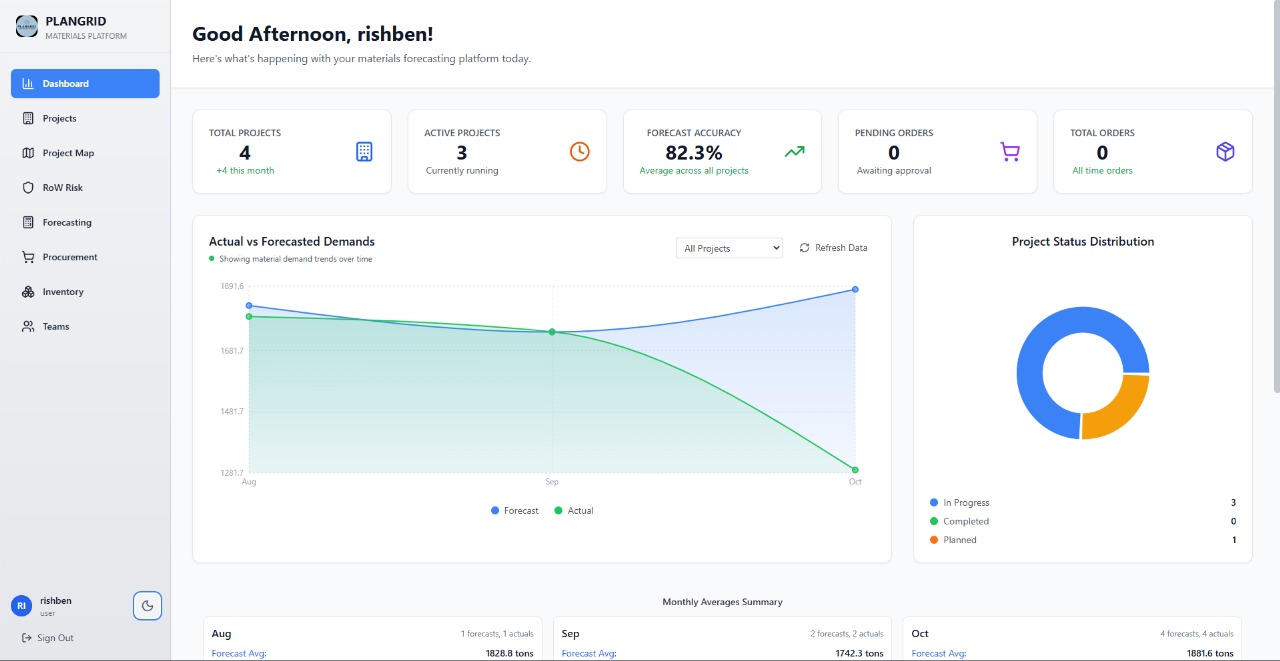 PLANGRID
MATERIALS PLATFORM
Dashboard
Projects
Project Map
RoW Risk
Forecasting
Procurement
Inventory
Teams
RI
rishben
user
Sign Out
Good Afternoon, rishben!
Here's what's happening with your materials forecasting platform today.
TOTAL PROJECTS
4
+4 this month
ACTIVE PROJECTS
3
Currently running
FORECAST ACCURACY
82.3%
Average across all projects
PENDING ORDERS
0
Awaiting approval
TOTAL ORDERS
0
All time orders
Actual vs Forecasted Demands
Showing material demand trends over time
All Projects
Refresh Data
1891.6
1681.7
1481.7
1281.7
Aug Sep Oct
Forecast Actual
Project Status Distribution
In Progress 3
Completed 0
Planned 1
Monthly Averages Summary
Aug 1 forecasts, 1 actuals
Forecast Avg: 1828.8 tons
Sep 2 forecasts, 2 actuals
Forecast Avg: 1742.3 tons
Oct 4 forecasts, 4 actuals
Forecast Avg: 1881.6 tons